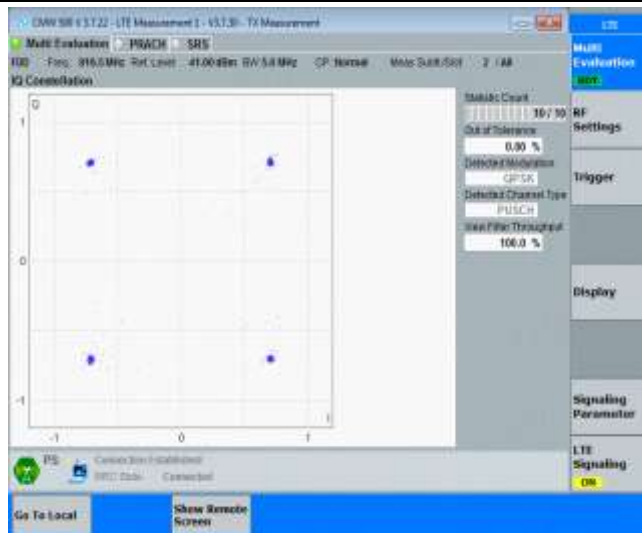 CMW 500 V 3.7.22 - LTE Measurement 1 - V3.7.30 - TX Measurement
LTE
Multi Evaluation PRACH SRS
Multi
Evaluation
FDD Freq.: Ref. Level: 41.00 dBm BW: 5.0 MHz CP: Normal Meas Subfr./Slot 2 / All
IQ Constellation
Q
Statistic Count
10 / 10
RF
Settings
1
Out of Tolerance
0.00 %
Detected Modulation
QPSK
Trigger
Detected Channel Type
PUSCH
View Filter Throughput
100.0 %
0
Display
-1
Signaling
Parameter
I
-1 0 1
PS
Connection Established
RRC State Connected
LTE
Signaling
ON
Go To Local
Show Remote
Screen